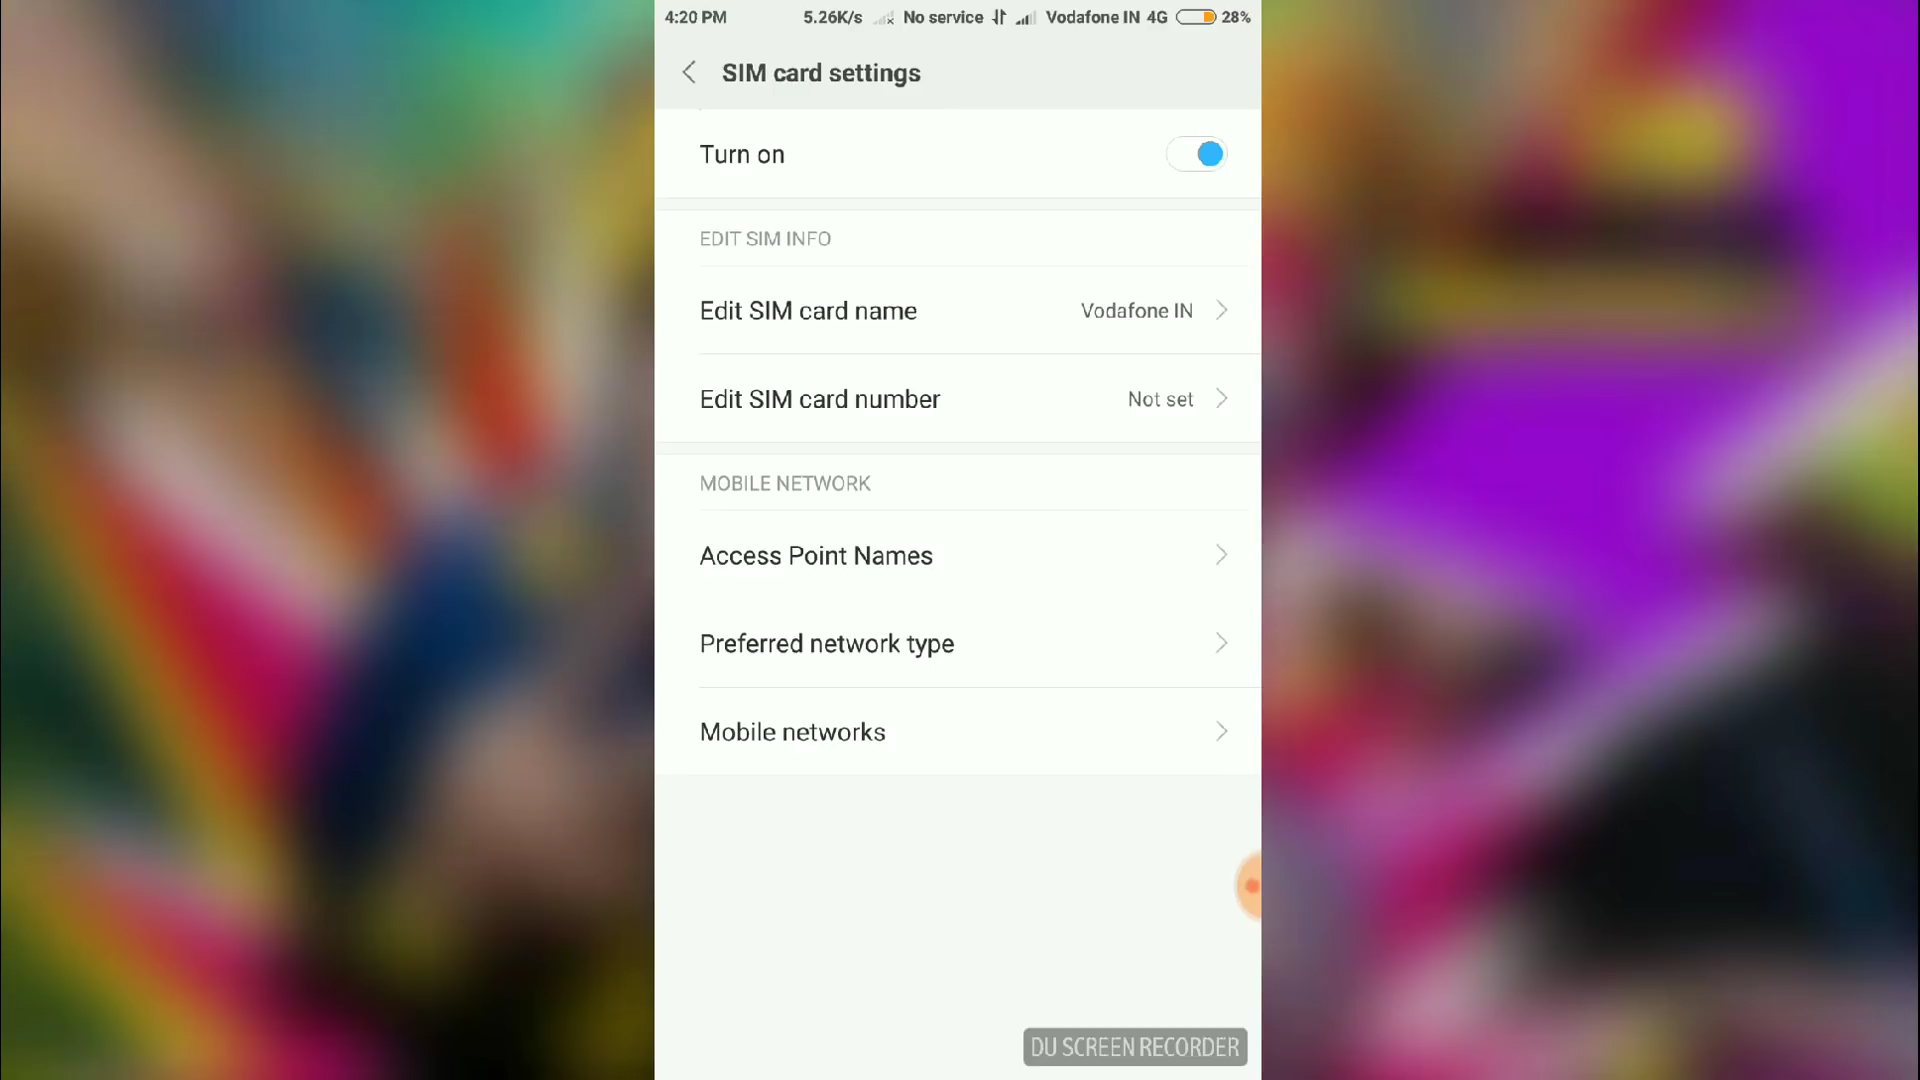 4:20 PM 5.26K/s No service Vodafone IN 4G 28%
SIM card settings
Turn on
EDIT SIM INFO
Edit SIM card name Vodafone IN
Edit SIM card number Not set
MOBILE NETWORK
Access Point Names
Preferred network type
Mobile networks
DU SCREEN RECORDER